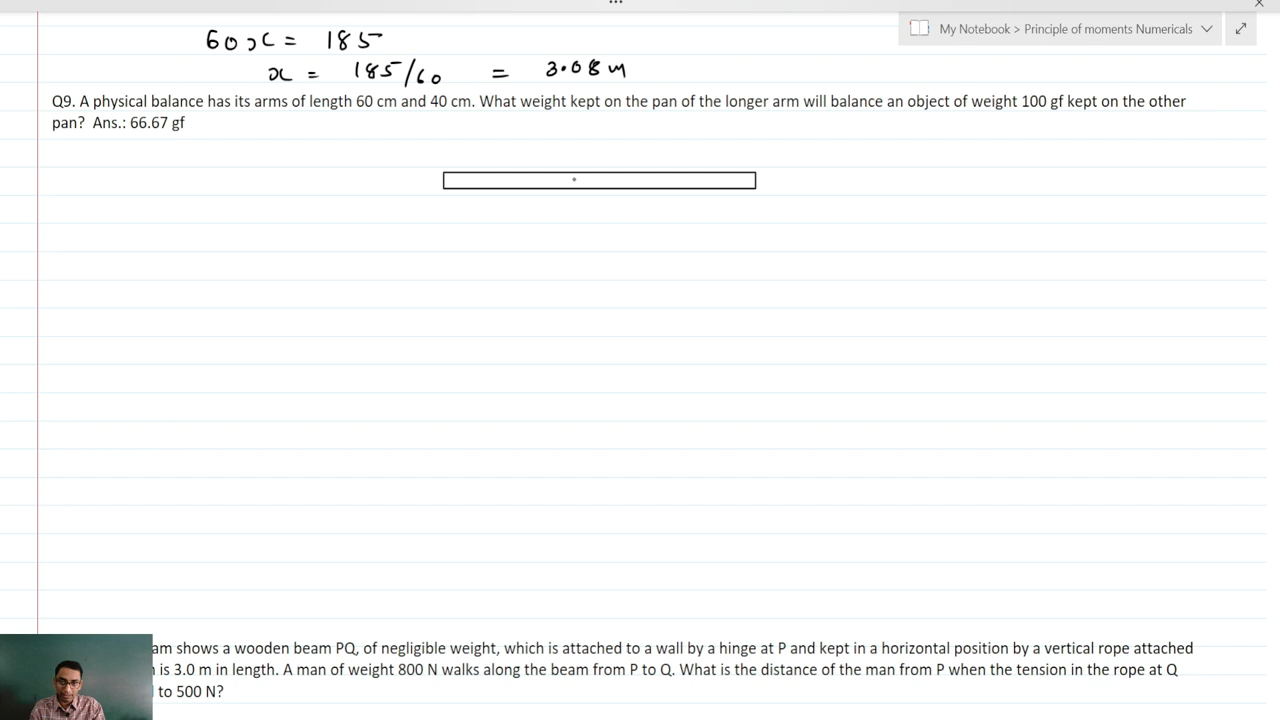 My Notebook > Principle of moments Numericals
60x = 185
x = 185/60 = 3.08 m
Q9. A physical balance has its arms of length 60 cm and 40 cm. What weight kept on the pan of the longer arm will balance an object of weight 100 gf kept on the other
pan? Ans.: 66.67 gf
shows a wooden beam PQ, of negligible weight, which is attached to a wall by a hinge at P and kept in a horizontal position by a vertical rope attached
is 3.0 m in length. A man of weight 800 N walks along the beam from P to Q. What is the distance of the man from P when the tension in the rope at Q
to 500 N?